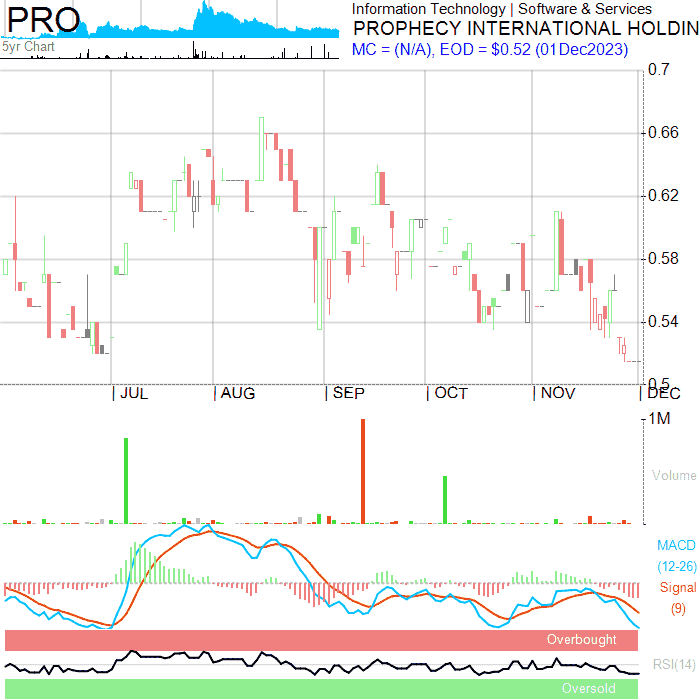 PRO
5yr Chart
Information Technology | Software & Services
PROPHECY INTERNATIONAL HOLDIN
MC = (N/A), EOD = $0.52 (01Dec2023)
0.7
0.66
0.62
0.58
0.54
0.5
JUL
AUG
SEP
OCT
NOV
DEC
1M
Volume
MACD
(12-26)
Signal
(9)
Overbought
RSI(14)
Oversold